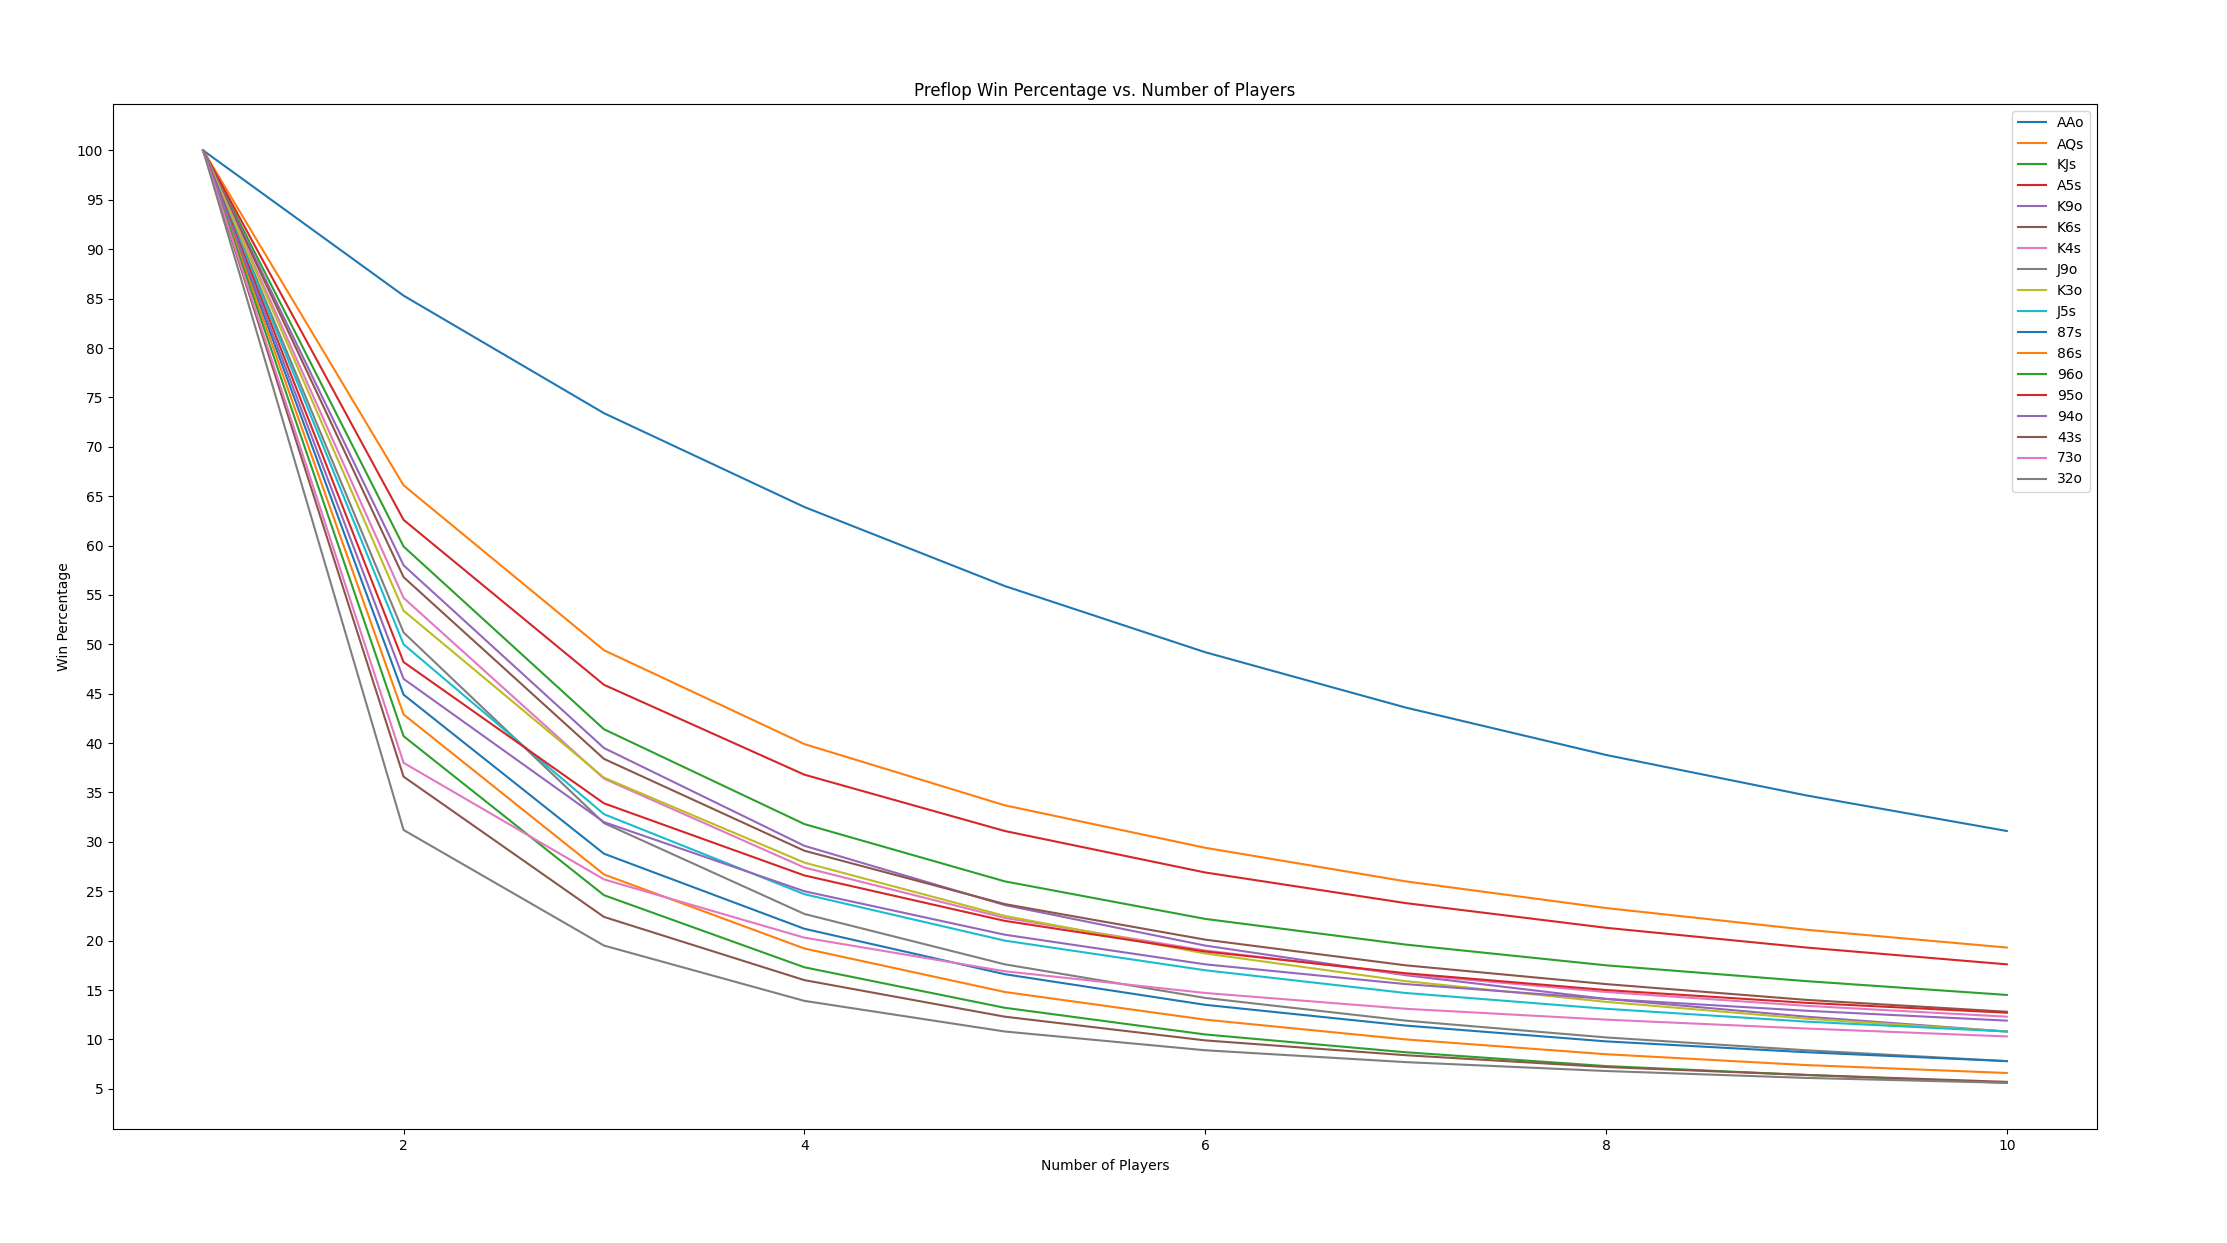 Preflop Win Percentage vs. Number of Players
100
95
90
85
80
75
70
65
60
55
50
45
40
35
30
25
20
15
10
5
Win Percentage
AAo
AQs
KJs
A5s
K9o
K6s
K4s
J9o
K3o
J5s
87s
86s
96o
95o
94o
43s
73o
32o
2 4 6 8 10
Number of Players